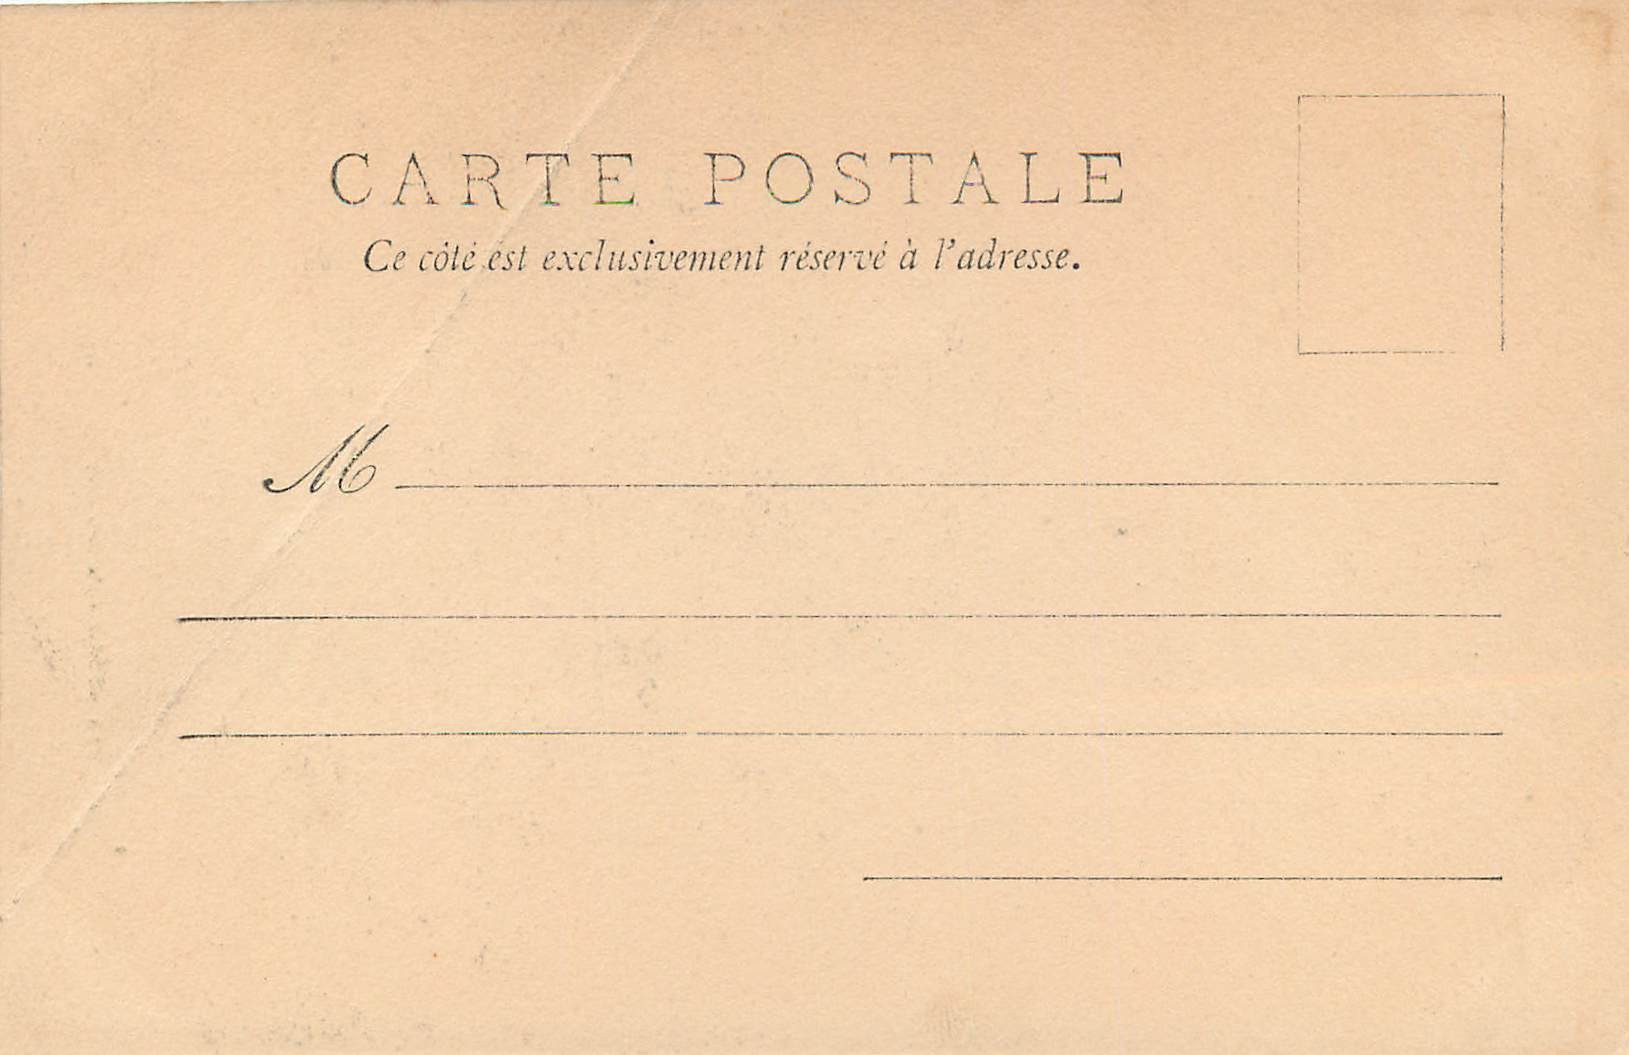 CARTE POSTALE
Ce côté est exclusivement réservé à l'adresse.
M